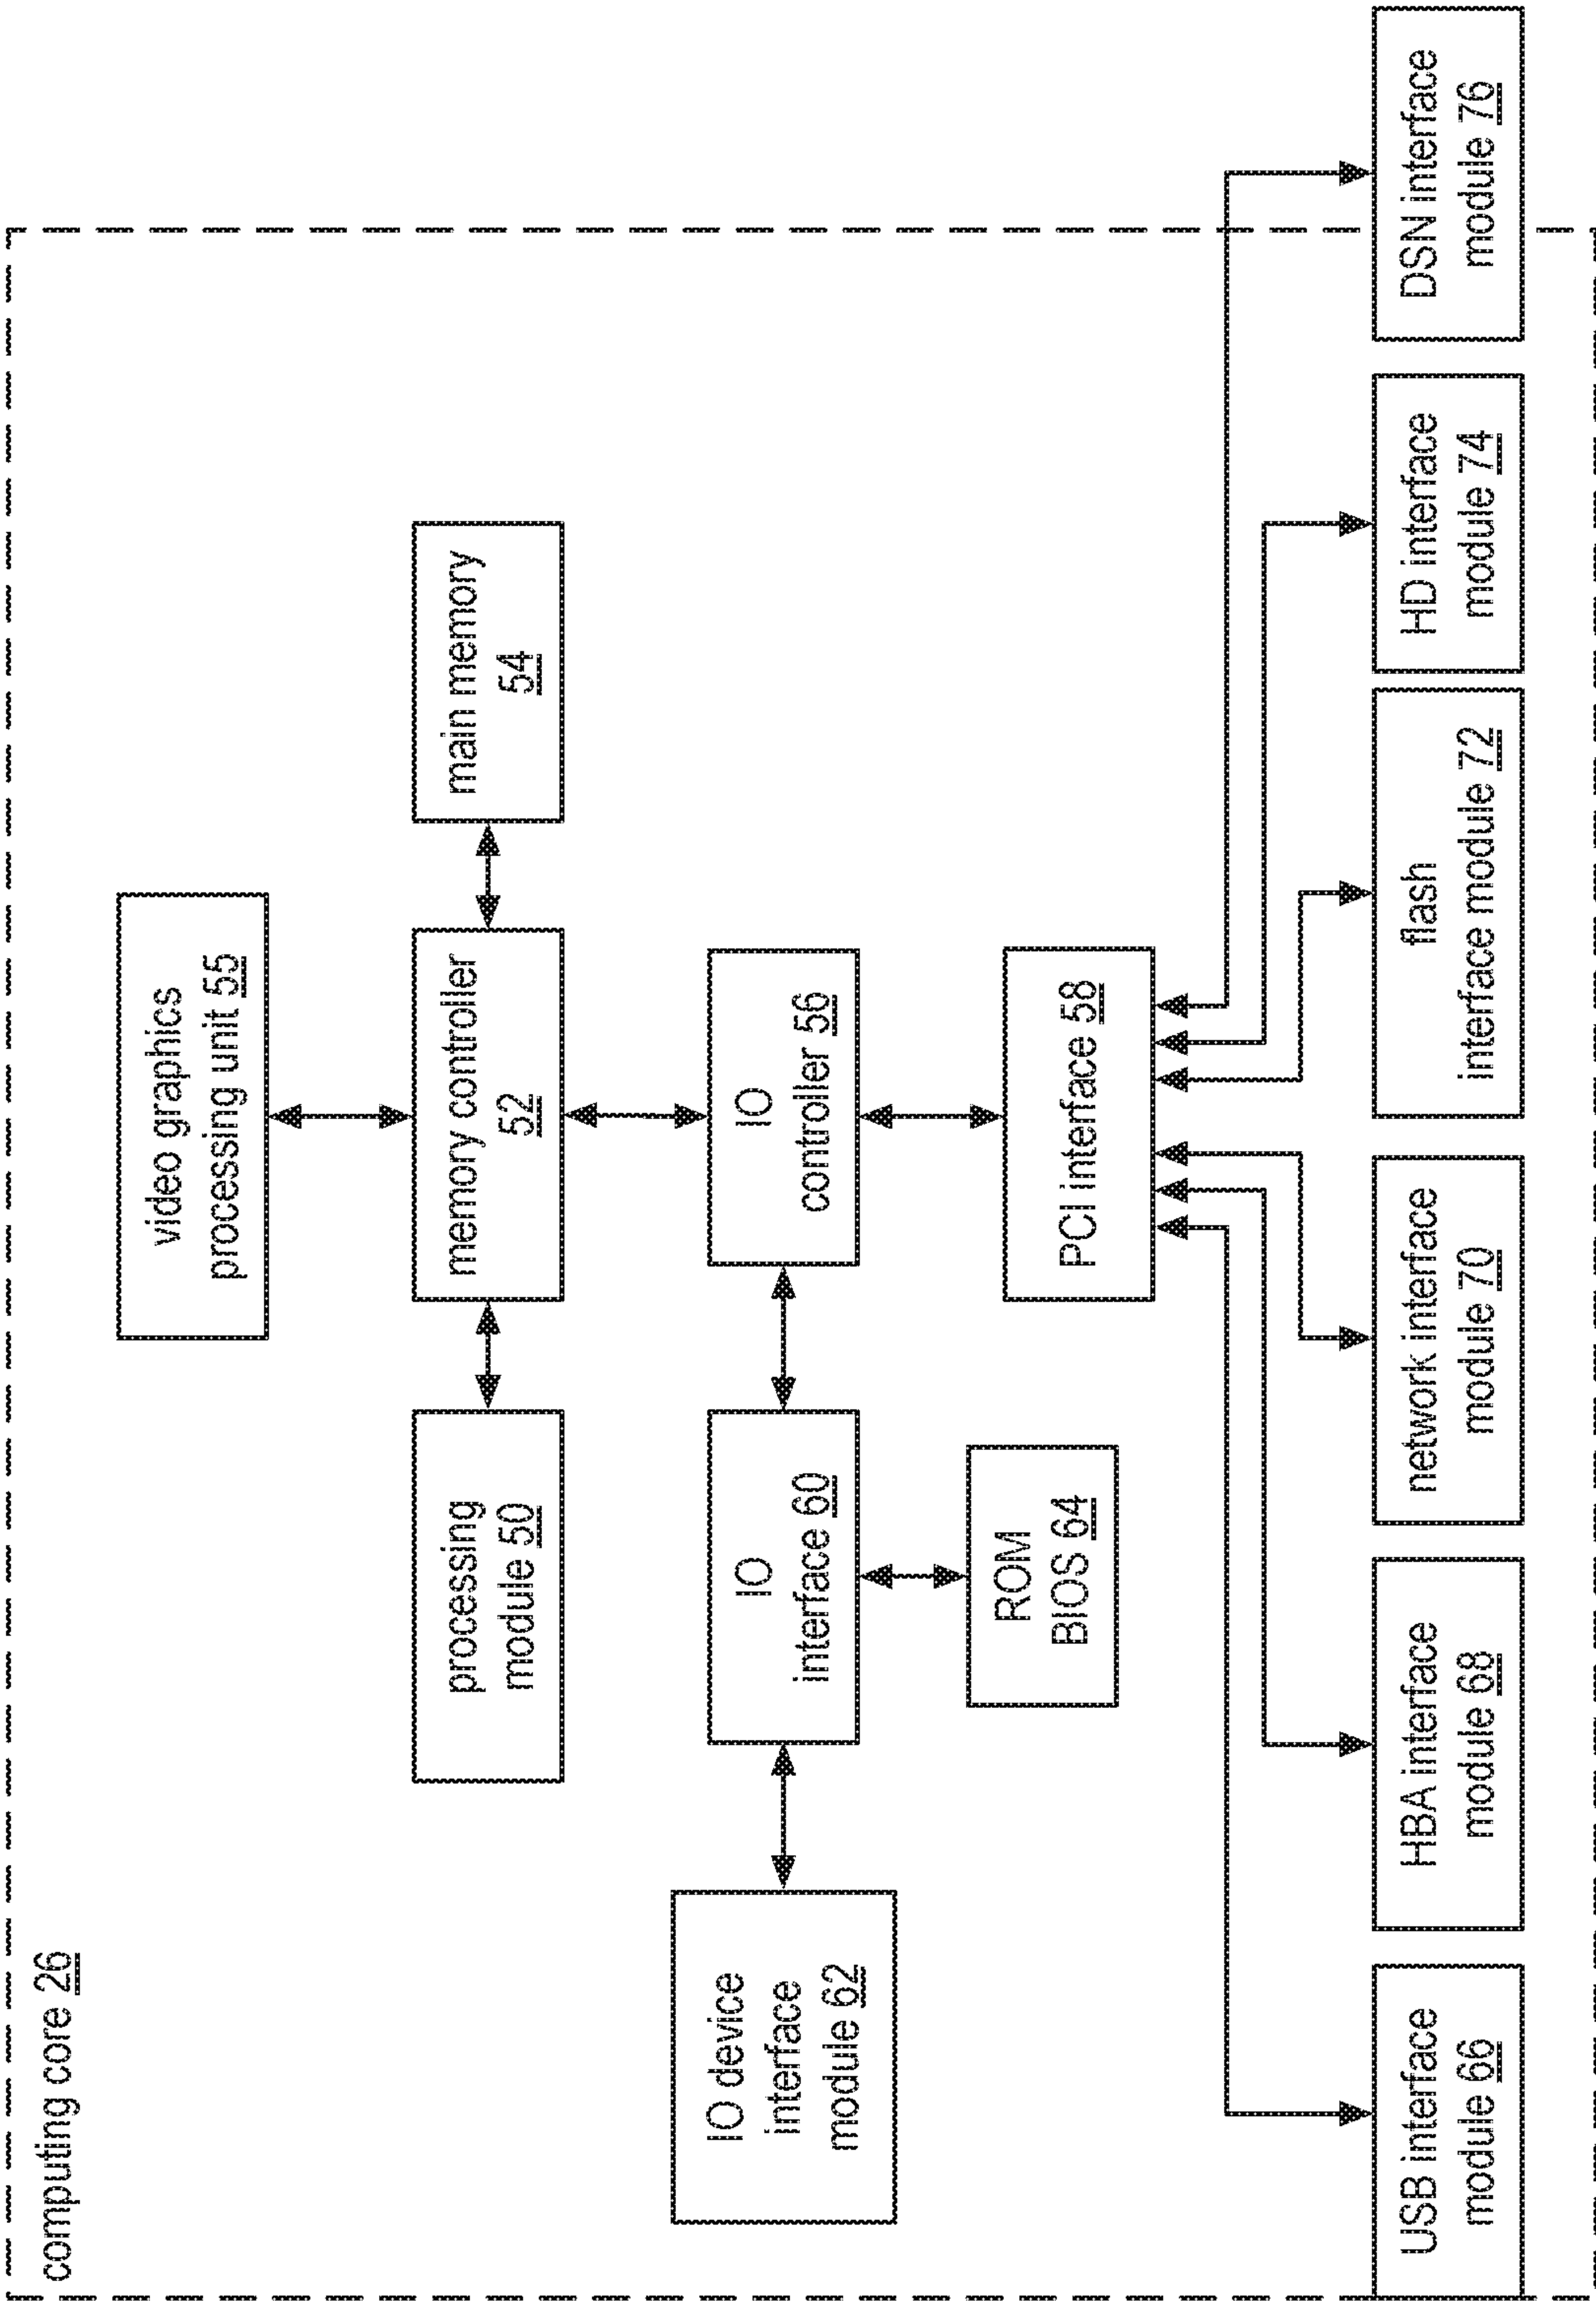 computing core 26
video graphics
processing unit 55
processing
module 50
memory controller
52
main memory
54
IO device
interface
module 62
IO
interface 60
IO
controller 56
ROM
BIOS 64
PCI interface 58
USB interface
module 66
HBA interface
module 68
network interface
module 70
flash
interface module 72
HD interface
module 74
DSN interface
module 76